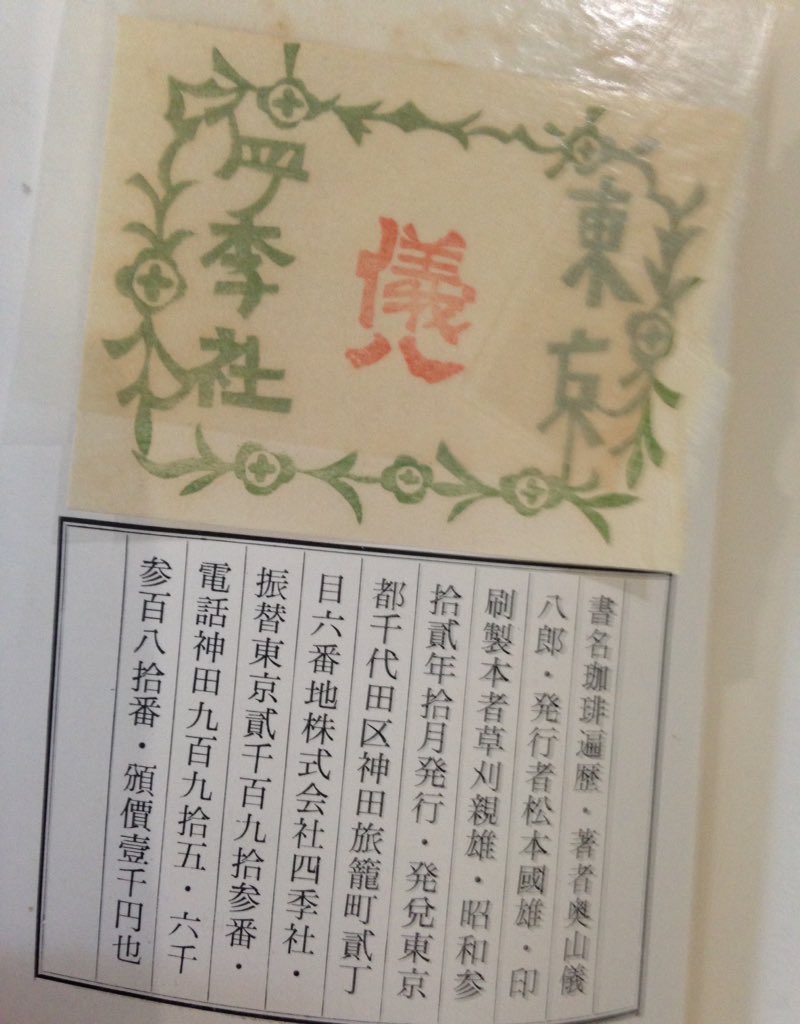 東京
儀八
四季社
書名珈琲遍歴・著者奥山儀
八郎・発行者松本國雄・印
刷製本者草刈親雄・昭和参
拾貳年拾月発行・発兌東京
都千代田区神田旅籠町貳丁
目六番地株式会社四季社・
振替東京貳千百九拾参番・
電話神田九百九拾五・六千
参百八拾番・頒價壹千円也